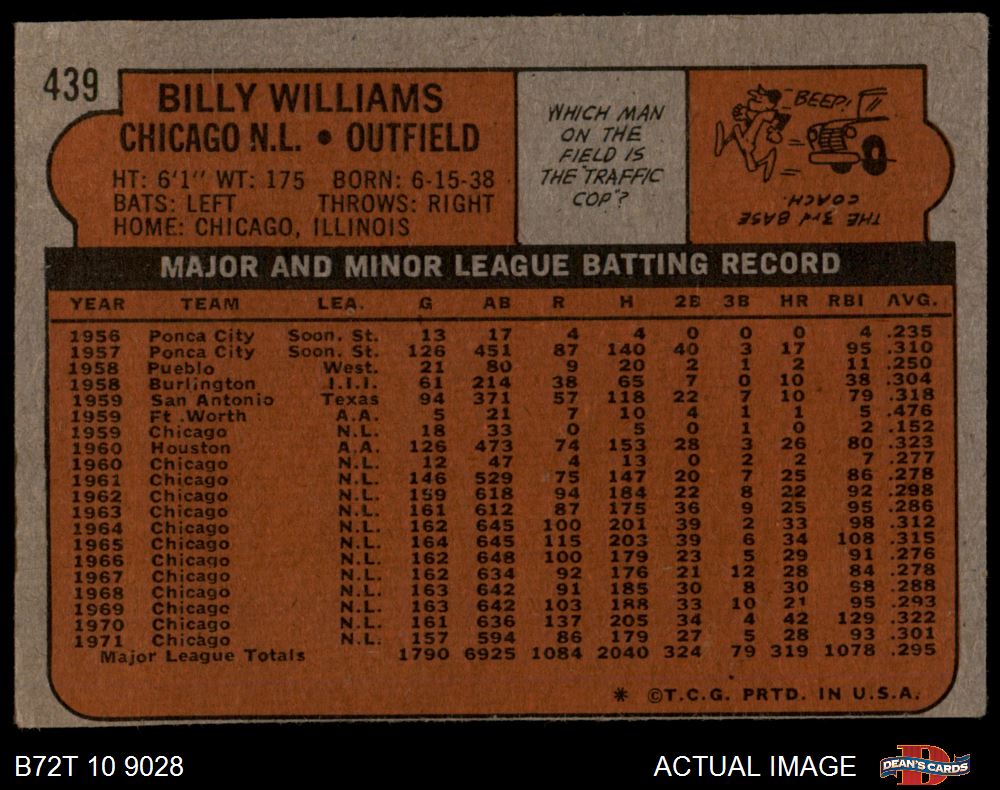 439
BILLY WILLIAMS
CHICAGO N.L. • OUTFIELD
HT: 6'1" WT: 175 BORN: 6-15-38
BATS: LEFT THROWS: RIGHT
HOME: CHICAGO, ILLINOIS
WHICH MAN
ON THE
FIELD IS
THE "TRAFFIC
COP"?
BEEP!
THE 3rd BASE
COACH.
MAJOR AND MINOR LEAGUE BATTING RECORD
YEAR TEAM LEA. G AB R H 2B 3B HR RBI AVG.
1956 Ponca City Soon. St. 13 17 4 4 0 0 0 4 .235
1957 Ponca City Soon. St. 126 451 87 140 40 3 17 95 .310
1958 Pueblo West. 21 80 9 20 2 1 2 11 .250
1958 Burlington I.I.I. 61 214 38 65 7 0 10 38 .304
1959 San Antonio Texas 94 371 57 118 22 7 10 79 .318
1959 Ft. Worth A.A. 5 21 7 10 4 1 1 5 .476
1959 Chicago N.L. 18 33 0 5 0 1 0 2 .152
1960 Houston A.A. 126 473 74 153 28 3 26 80 .323
1960 Chicago N.L. 12 47 4 13 0 2 2 7 .277
1961 Chicago N.L. 146 529 75 147 20 7 25 86 .278
1962 Chicago N.L. 159 618 94 184 22 8 22 92 .298
1963 Chicago N.L. 161 612 87 175 36 9 25 95 .286
1964 Chicago N.L. 162 645 100 201 39 2 33 98 .312
1965 Chicago N.L. 164 645 115 203 39 6 34 108 .315
1966 Chicago N.L. 162 648 100 179 23 5 29 91 .276
1967 Chicago N.L. 162 634 92 176 21 12 28 84 .278
1968 Chicago N.L. 163 642 91 185 30 8 30 98 .288
1969 Chicago N.L. 163 642 103 188 33 10 21 95 .293
1970 Chicago N.L. 161 636 137 205 34 4 42 129 .322
1971 Chicago N.L. 157 594 86 179 27 5 28 93 .301
Major League Totals 1790 6925 1084 2040 324 79 319 1078 .295
* ©T.C.G. PRTD. IN U.S.A.
B72T 10 9028
ACTUAL IMAGE
D
DEAN'S CARDS